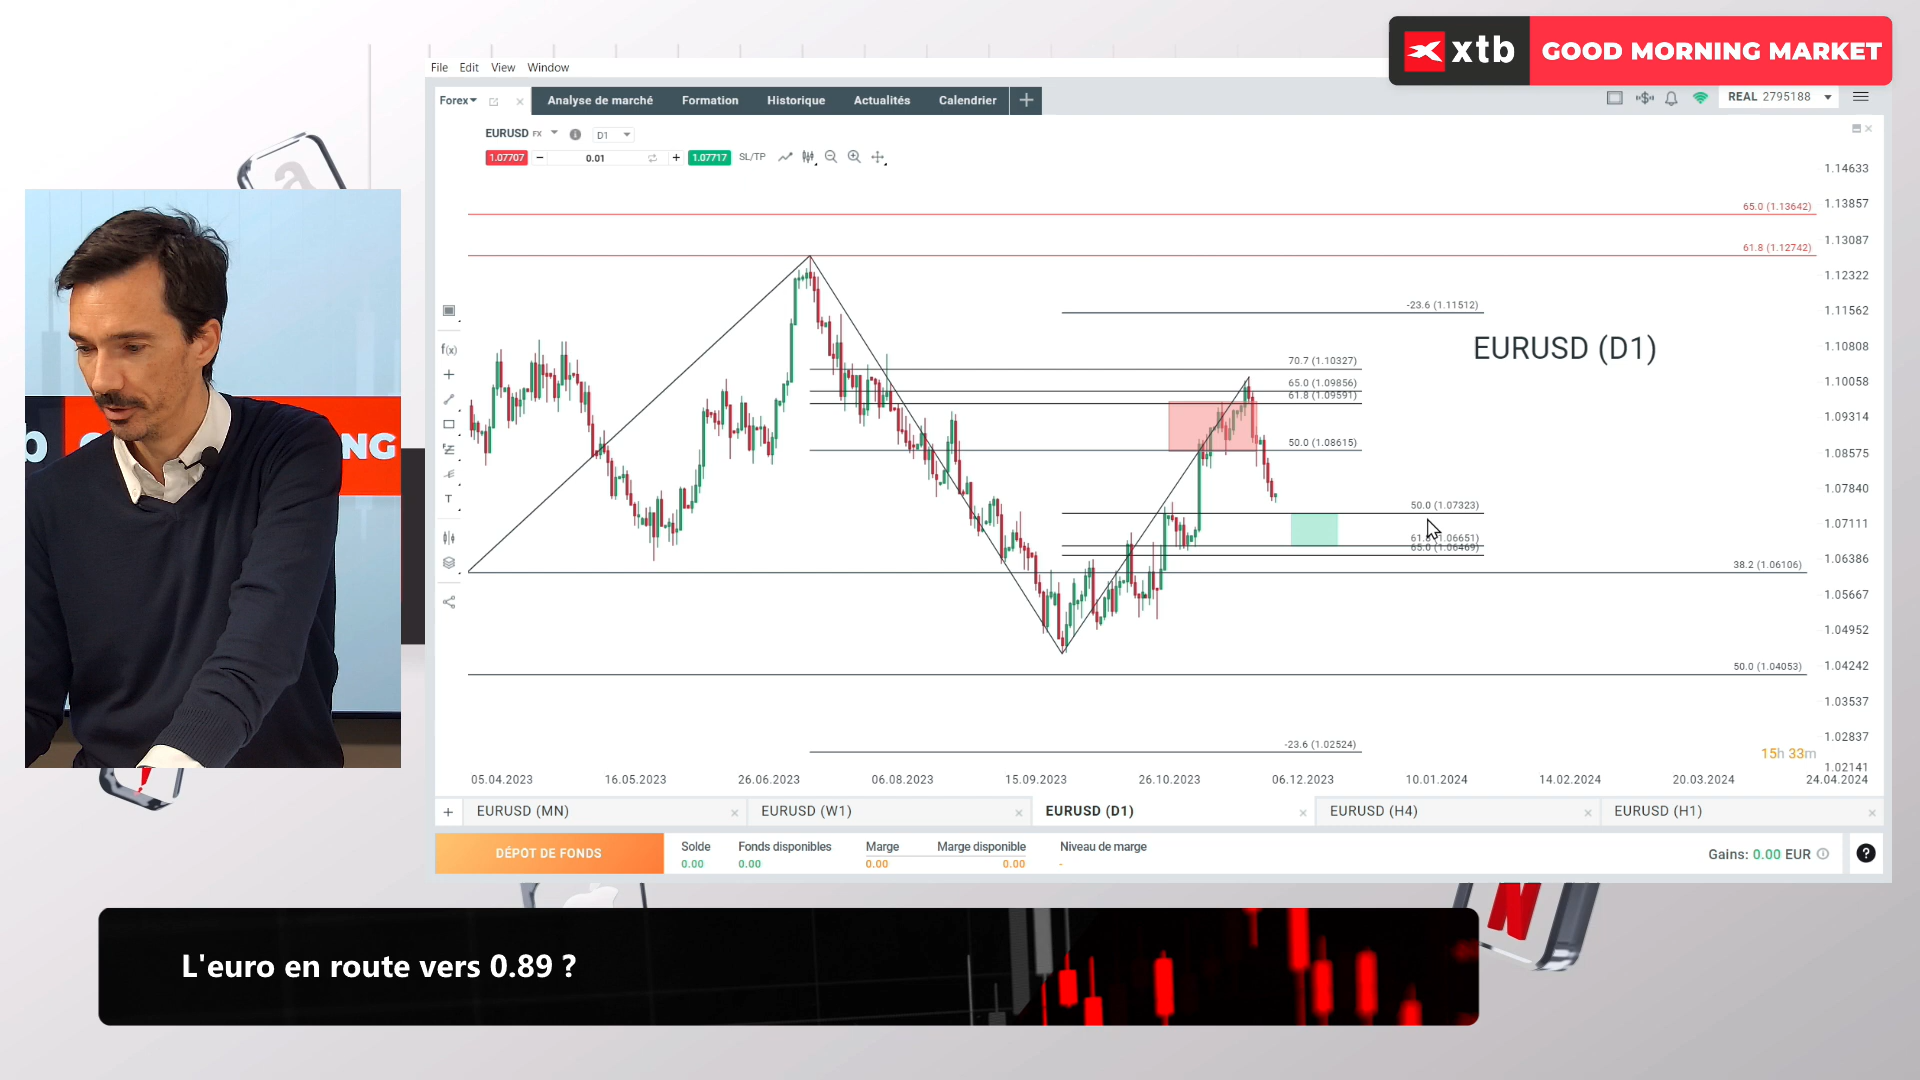 xtb GOOD MORNING MARKET
File Edit View Window
Forex Analyse de marché Formation Historique Actualités Calendrier +
REAL 2795188
EURUSD FX D1
1.07707 − 0.01 + 1.07717 SL/TP
1.14633
65.0 (1.13642)
1.13857
61.8 (1.12742)
1.13087
1.12322
-23.6 (1.11512)
1.11562
EURUSD (D1)
1.10808
70.7 (1.10327)
65.0 (1.09856)
1.10058
61.8 (1.09591)
1.09314
50.0 (1.08615)
1.08575
1.07840
50.0 (1.07323)
1.07111
(1.06651)
65.0 (1.06469)
1.06386
38.2 (1.06106)
1.05667
1.04952
50.0 (1.04053)
1.04242
1.03537
-23.6 (1.02524)
1.02837
15h 33m
1.02141
05.04.2023 16.05.2023 26.06.2023 06.08.2023 15.09.2023 26.10.2023 06.12.2023 10.01.2024 14.02.2024 20.03.2024 24.04.2024
f(x)
T
+ EURUSD (MN) EURUSD (W1) EURUSD (D1) EURUSD (H4) EURUSD (H1)
DÉPÔT DE FONDS
Solde Fonds disponibles Marge Marge disponible Niveau de marge
0.00 0.00 0.00 0.00 -
Gains: 0.00 EUR
?
b
NG
a
N
L'euro en route vers 0.89 ?